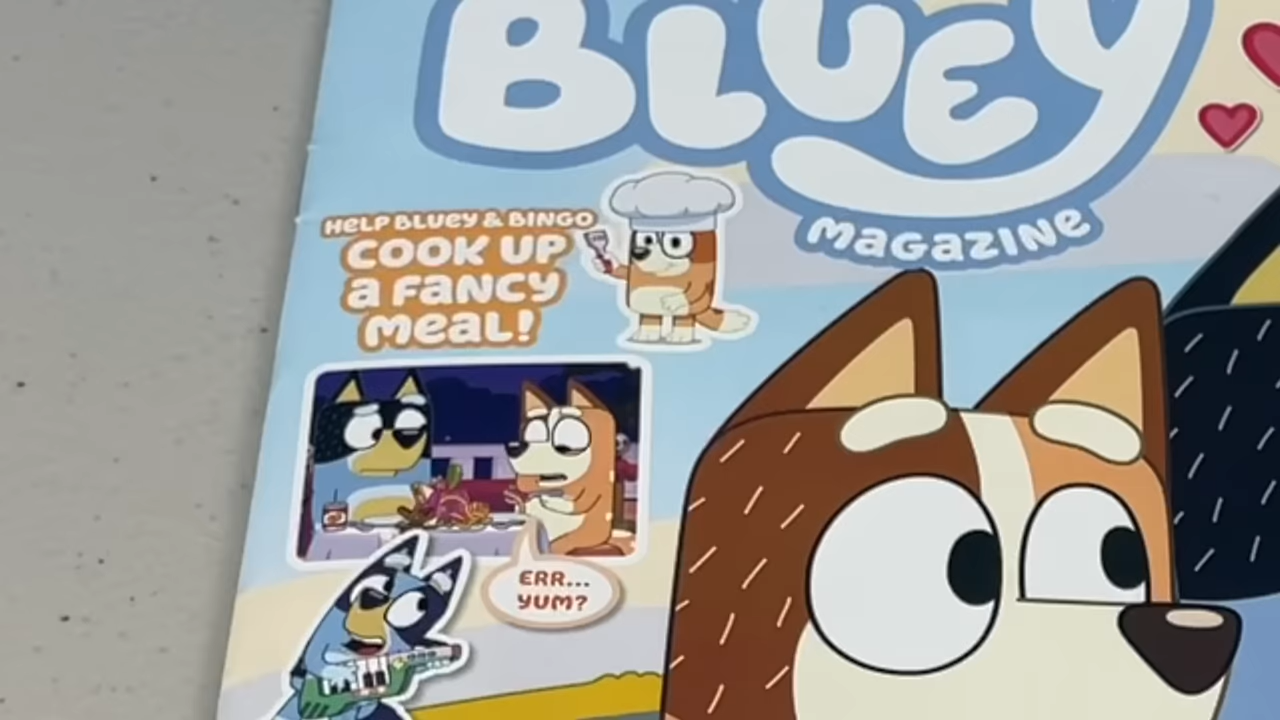 BLUEY
MAGAZINE
HELP BLUEY & BINGO
COOK UP
a FANCY
MEAL!
ERR...
YUM?